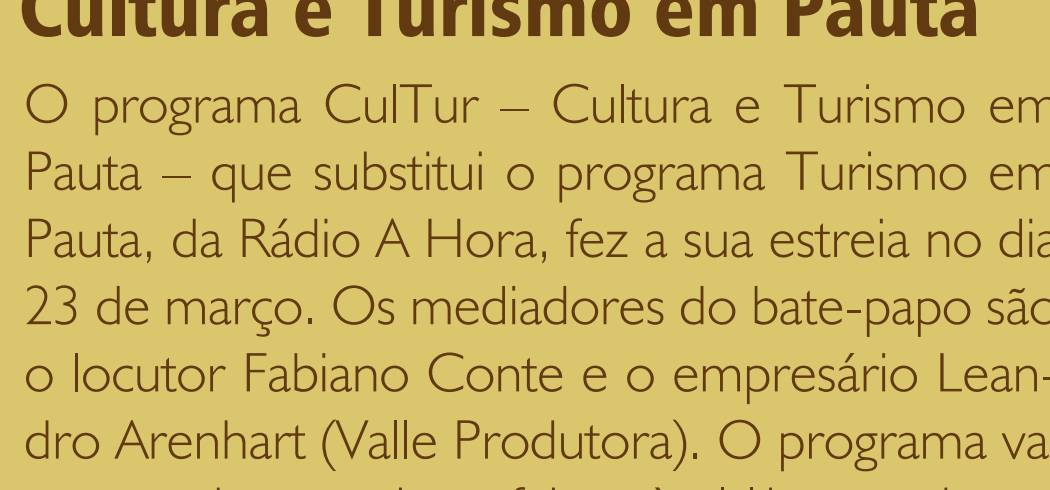 Cultura e Turismo em Pauta
O programa CulTur – Cultura e Turismo em
Pauta – que substitui o programa Turismo em
Pauta, da Rádio A Hora, fez a sua estreia no dia
23 de março. Os mediadores do bate-papo são
o locutor Fabiano Conte e o empresário Lean-
dro Arenhart (Valle Produtora). O programa va